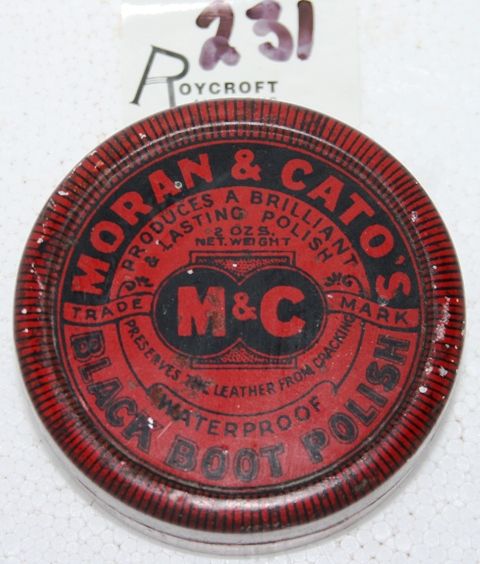 231
ROYCROFT
MORAN & CATO'S
PRODUCES A BRILLIANT
& LASTING POLISH
2 OZS.
NET. WEIGHT
TRADE MARK
M&C
PRESERVES THE LEATHER FROM CRACKING
WATERPROOF
BLACK BOOT POLISH